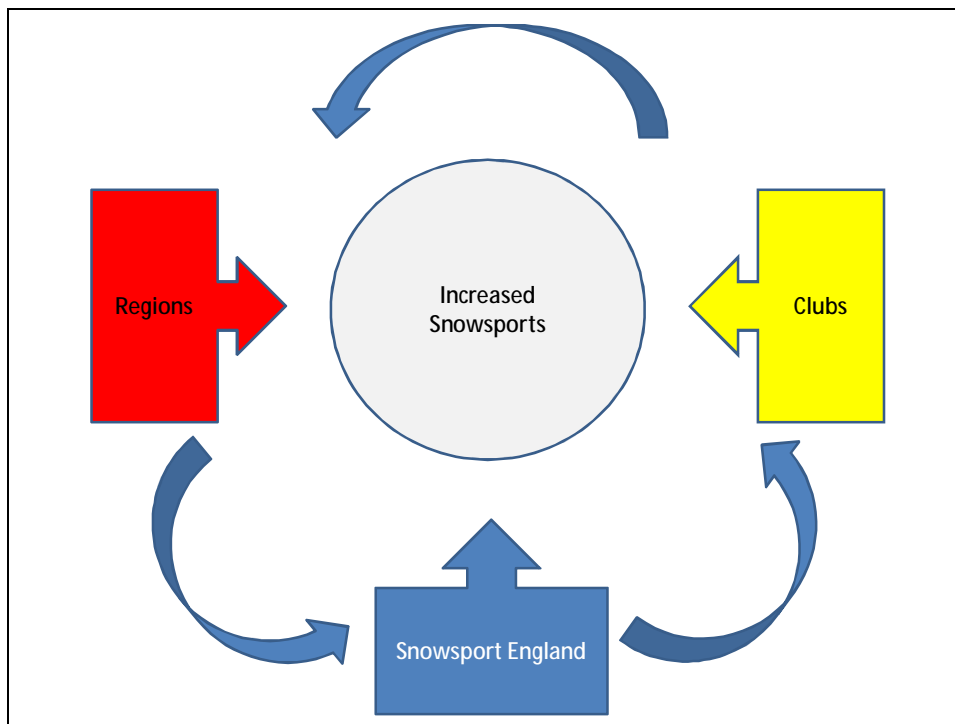 Increased
Snowsports
Regions
Clubs
Snowsport England